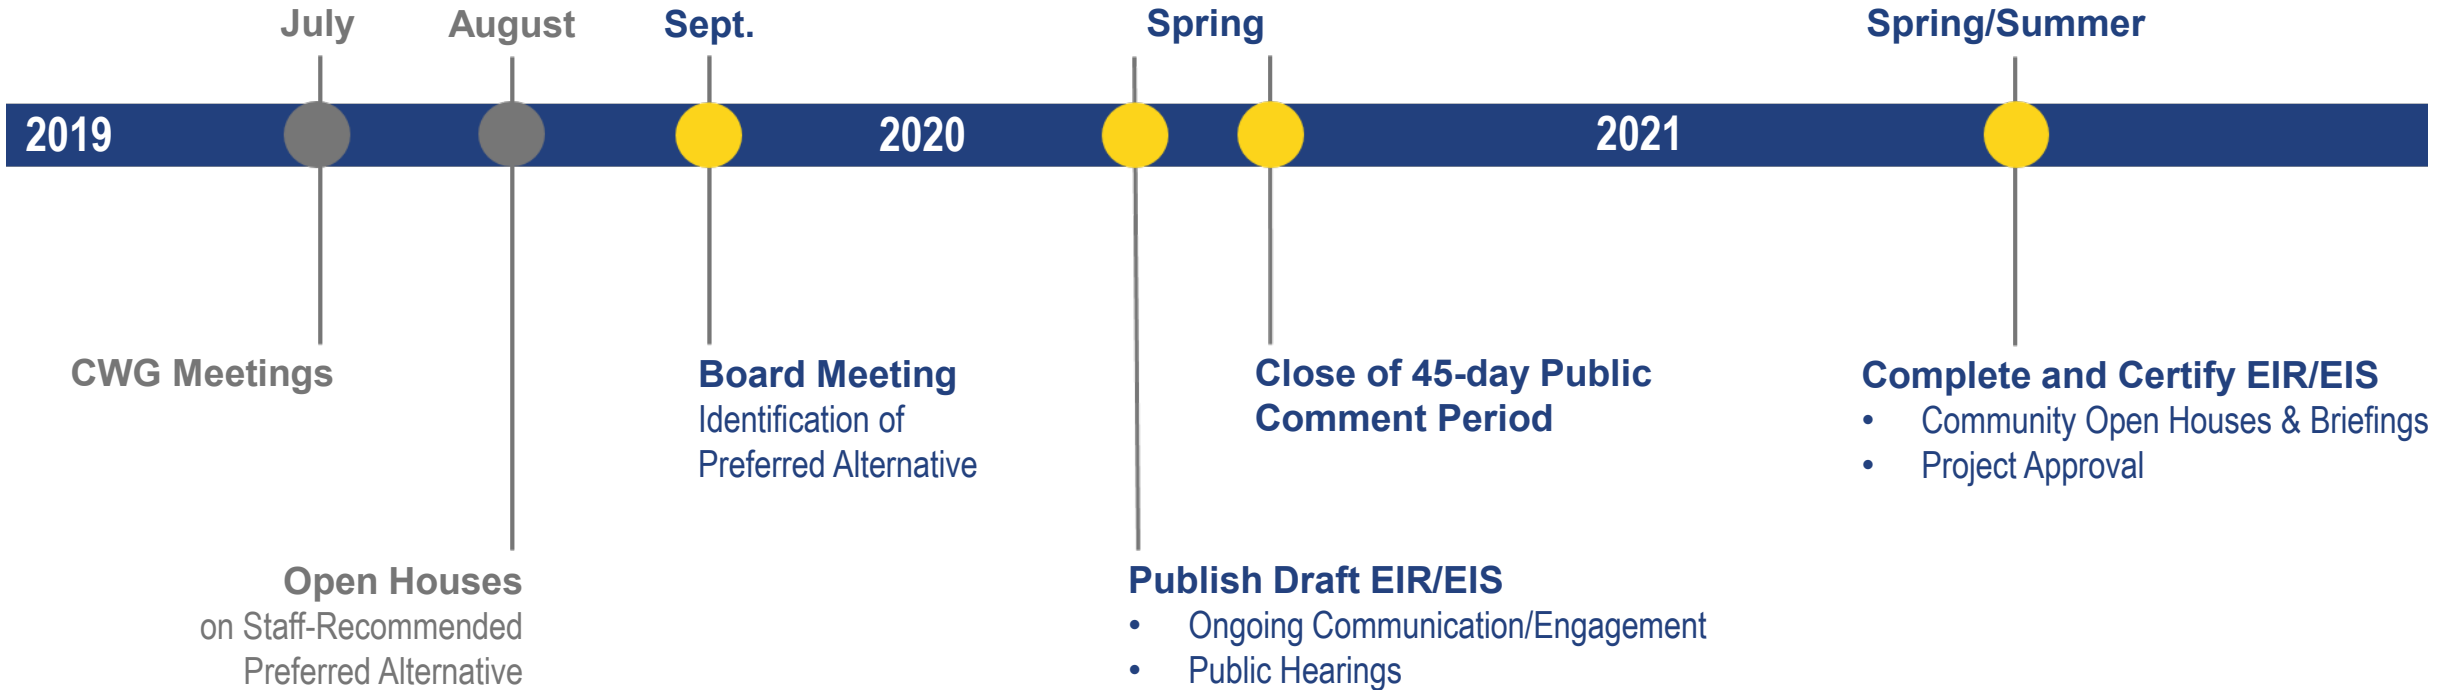 July
August
Sept.
Spring
Spring/Summer
2019
2020
2021
CWG Meetings
Board Meeting
Identification of
Preferred Alternative
Close of 45-day Public
Comment Period
Complete and Certify EIR/EIS
• Community Open Houses & Briefings
• Project Approval
Open Houses
on Staff-Recommended
Preferred Alternative
Publish Draft EIR/EIS
• Ongoing Communication/Engagement
• Public Hearings